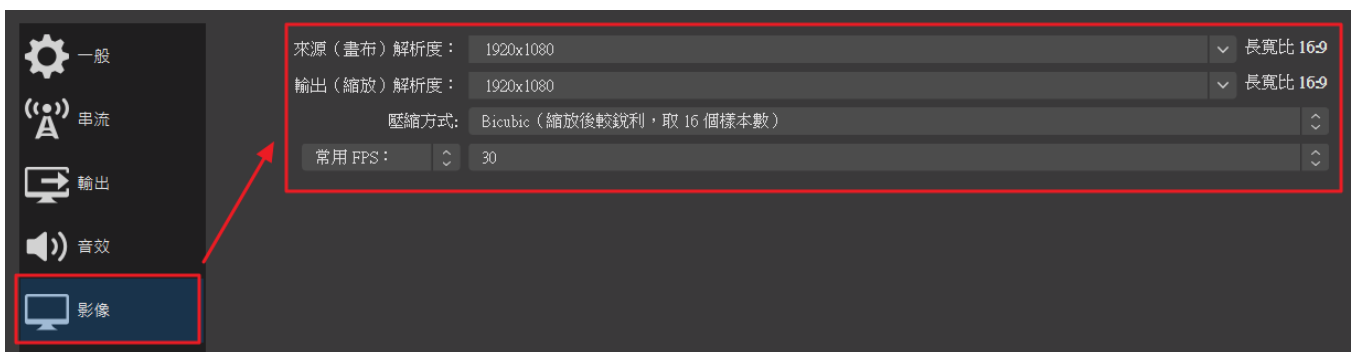 一般
串流
輸出
音效
影像
來源（畫布）解析度： 1920x1080 長寬比 16:9
輸出（縮放）解析度： 1920x1080 長寬比 16:9
壓縮方式: Bicubic（縮放後較銳利，取 16 個樣本數）
常用 FPS： 30